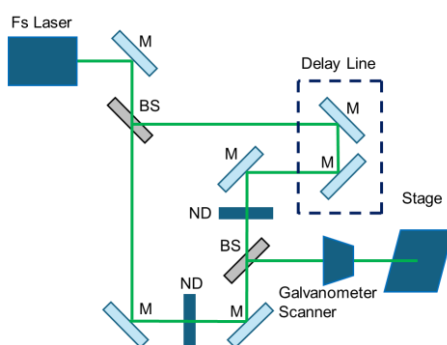 Fs Laser
M
Delay Line
BS
M
M
M
ND
Stage
BS
ND
Galvanometer
Scanner
M
M